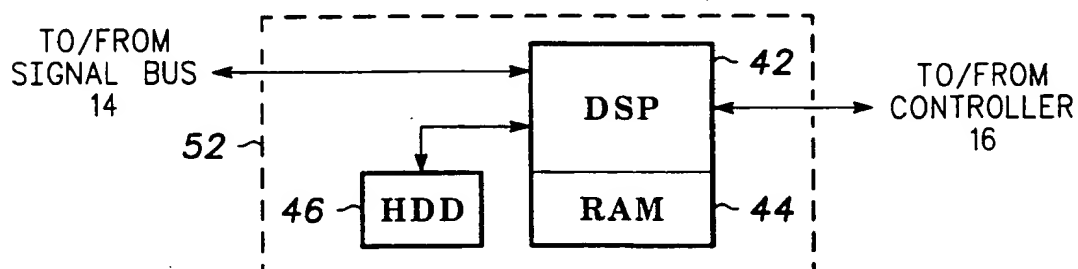 TO/FROM
SIGNAL BUS
14
52
42
DSP
TO/FROM
CONTROLLER
16
46
HDD
RAM
44